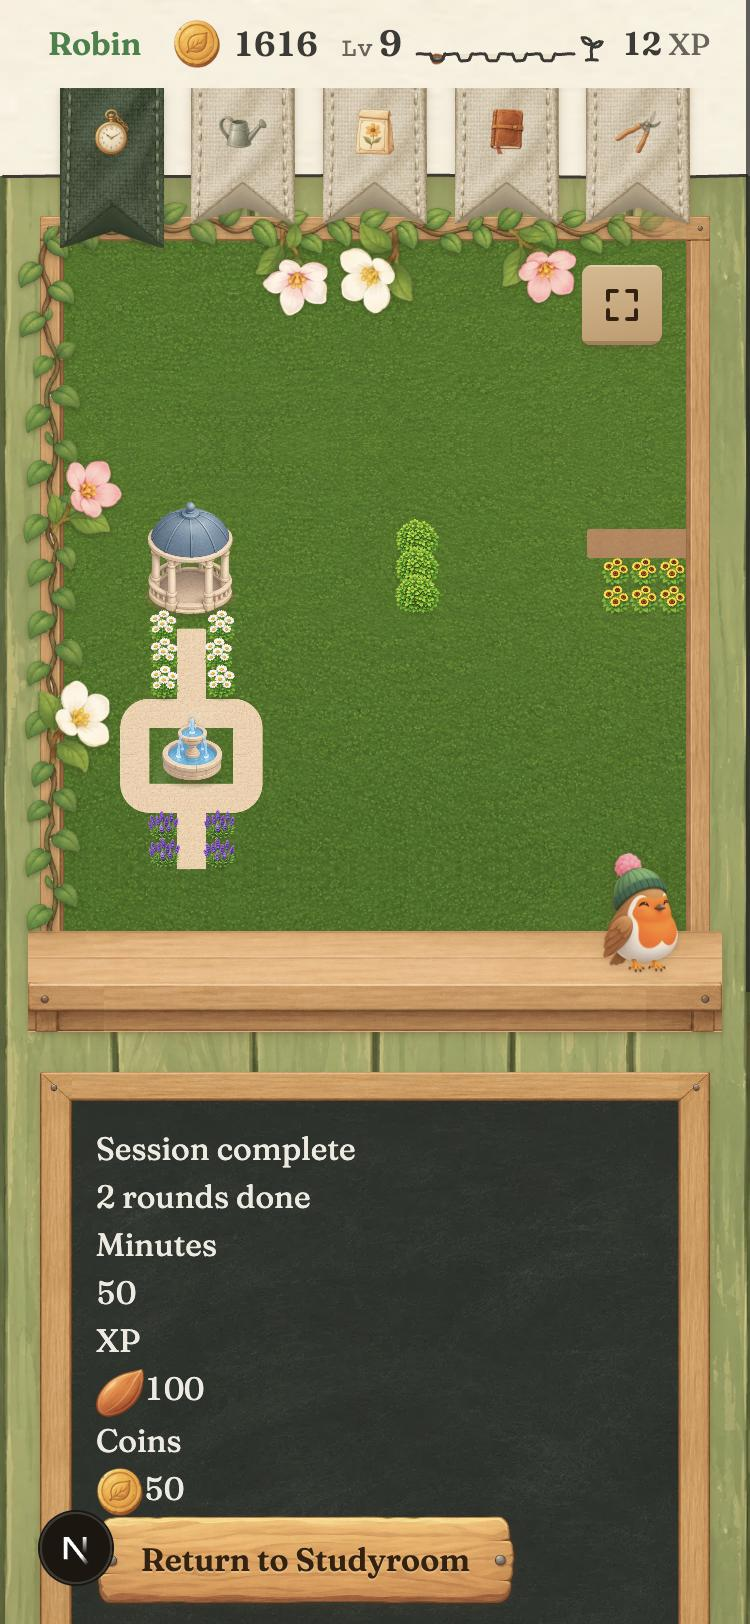 Robin 1616 Lv 9 12 XP
Session complete
2 rounds done
Minutes
50
XP
100
Coins
50
N
Return to Studyroom